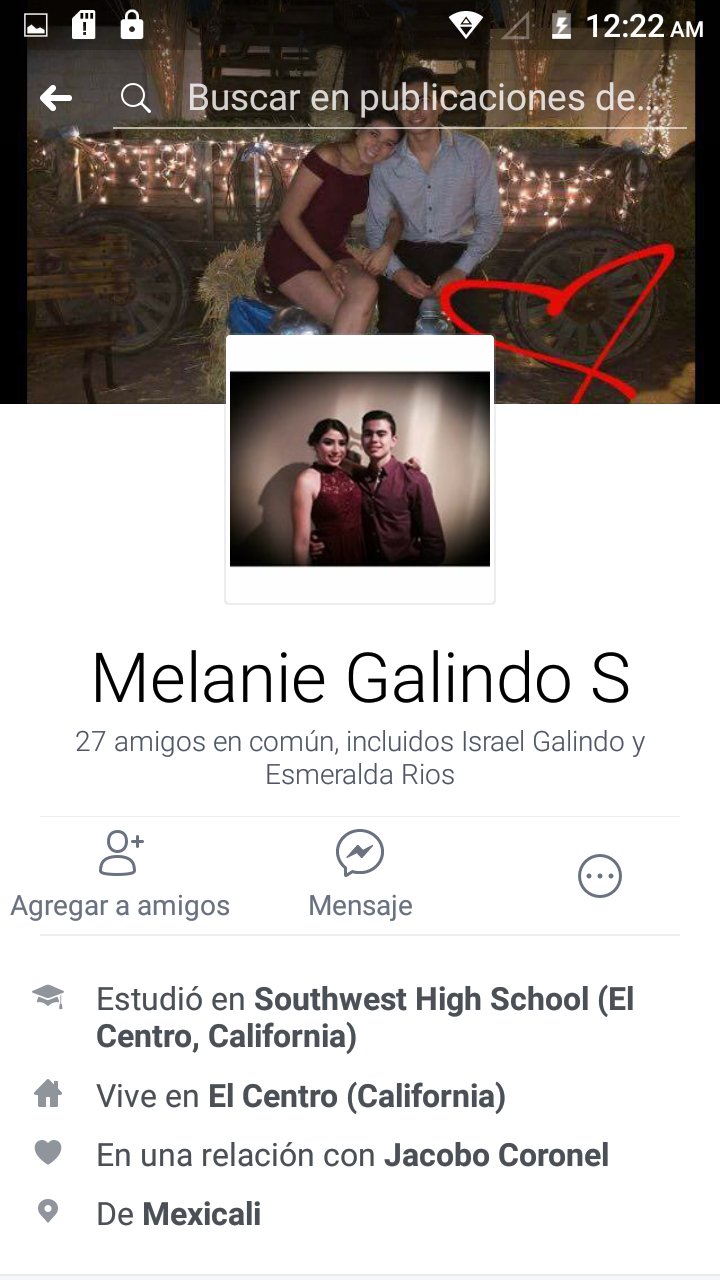 12:22 AM
Buscar en publicaciones de...
Melanie Galindo S
27 amigos en común, incluidos Israel Galindo y
Esmeralda Rios
Agregar a amigos
Mensaje
Estudió en Southwest High School (El
Centro, California)
Vive en El Centro (California)
En una relación con Jacobo Coronel
De Mexicali